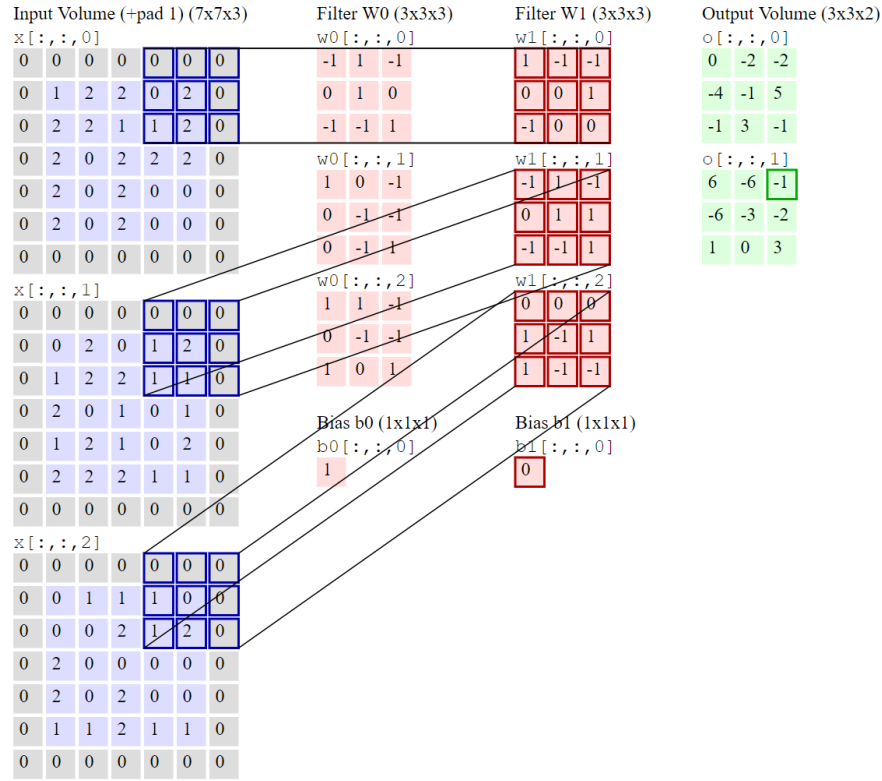 Input Volume (+pad 1) (7x7x3)
x[:,:,0]
0 0 0 0 0 0 0
0 1 2 2 0 2 0
0 2 2 1 1 2 0
0 2 0 2 2 2 0
0 2 2 0 0 0 0
0 2 0 2 0 0 0
0 0 0 0 0 0 0
x[:,:,1]
0 0 0 0 0 0 0
0 0 2 0 1 2 0
0 1 2 2 1 1 0
0 2 0 1 0 1 0
0 1 2 1 0 2 0
0 2 2 2 1 1 0
0 0 0 0 0 0 0
x[:,:,2]
0 0 0 0 0 0 0
0 0 1 1 1 0 0
0 0 0 2 1 2 0
0 2 0 0 0 0 0
0 2 0 2 0 0 0
0 1 1 2 1 1 0
0 0 0 0 0 0 0
Filter W0 (3x3x3)
w0[:,:,0]
-1 1 -1
0 1 0
-1 -1 1
w0[:,:,1]
1 0 -1
0 -1 -1
0 -1 1
w0[:,:,2]
1 1 -1
0 -1 -1
1 0 1
Bias b0 (1x1x1)
b0[:,:,0]
1
Filter W1 (3x3x3)
w1[:,:,0]
1 -1 -1
0 0 1
-1 0 0
w1[:,:,1]
-1 1 -1
0 1 1
-1 -1 1
w1[:,:,2]
0 0 0
1 -1 1
1 -1 -1
Bias b1 (1x1x1)
b1[:,:,0]
0
Output Volume (3x3x2)
o[:,:,0]
0 -2 -2
-4 -1 5
-1 3 -1
o[:,:,1]
6 -6 -1
-6 -3 -2
1 0 3